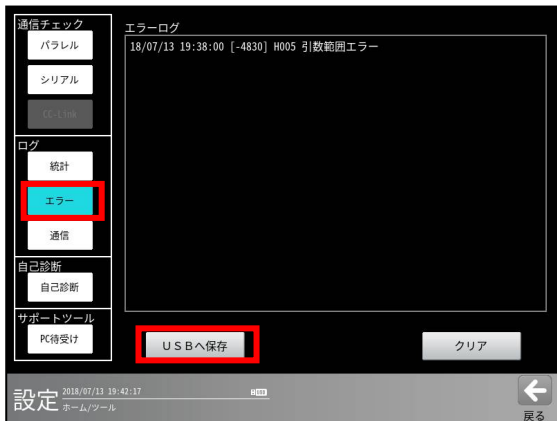 通信チェック
パラレル
シリアル
CC-Link
ログ
統計
エラー
通信
自己診断
自己診断
サポートツール
PC待受け
エラーログ
18/07/13 19:38:00 [-4830] H005 引数範囲エラー
USBへ保存
クリア
設定
2018/07/13 19:42:17
ホーム/ツール
戻る